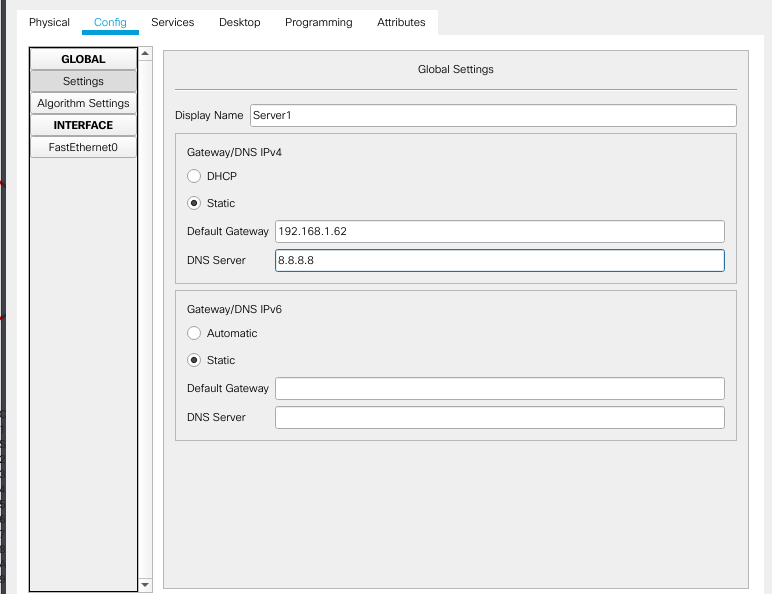 Physical Config Services Desktop Programming Attributes
GLOBAL
Settings
Algorithm Settings
INTERFACE
FastEthernet0
Global Settings
Display Name Server1
Gateway/DNS IPv4
DHCP
Static
Default Gateway 192.168.1.62
DNS Server 8.8.8.8
Gateway/DNS IPv6
Automatic
Static
Default Gateway
DNS Server